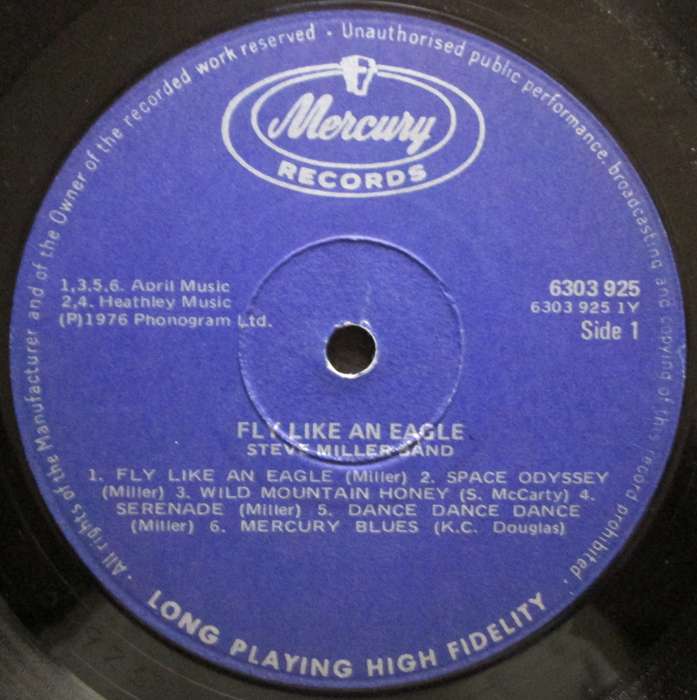 All rights of the Manufacturer and of the Owner of the recorded work reserved · Unauthorised public performance, broadcasting and copying of this record prohibited ·
Mercury
RECORDS
1,3,5,6. April Music
2,4. Heathley Music
(P)1976 Phonogram Ltd.
6303 925
6303 925 1Y
Side 1
FLY LIKE AN EAGLE
STEVE MILLER BAND
1. FLY LIKE AN EAGLE (Miller) 2. SPACE ODYSSEY
(Miller) 3. WILD MOUNTAIN HONEY (S. McCarty) 4.
SERENADE (Miller) 5. DANCE DANCE DANCE
(Miller) 6. MERCURY BLUES (K.C. Douglas)
LONG PLAYING HIGH FIDELITY